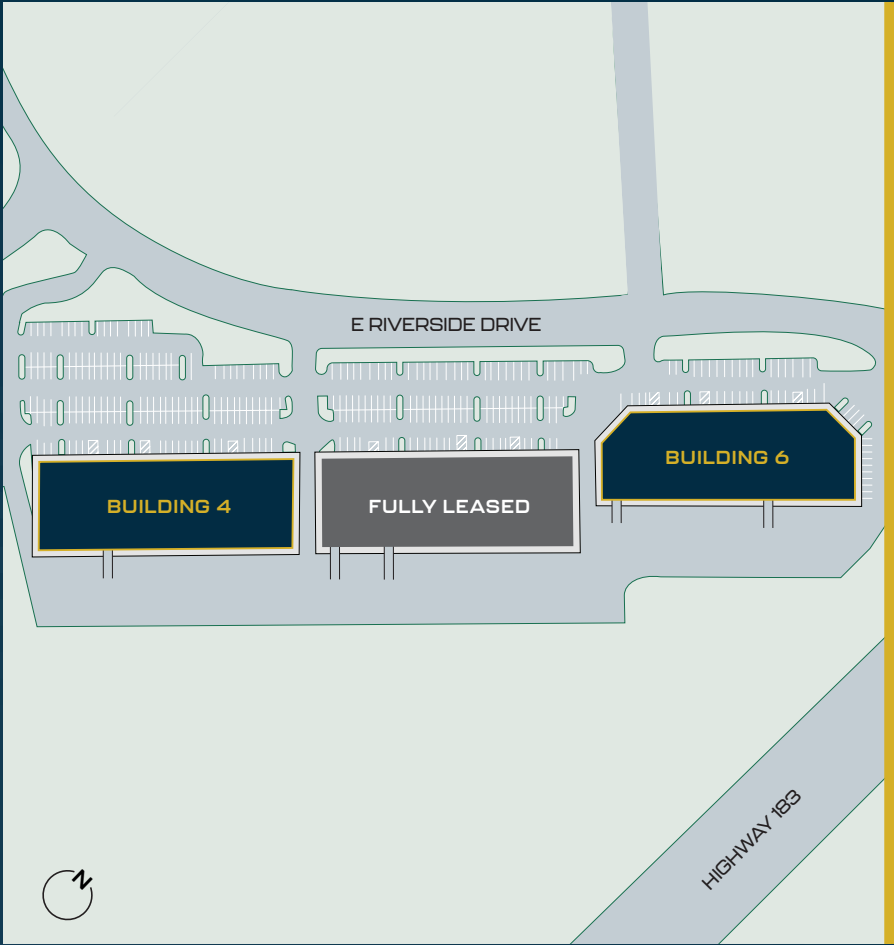 E RIVERSIDE DRIVE
BUILDING 6
BUILDING 4
FULLY LEASED
HIGHWAY 183
N